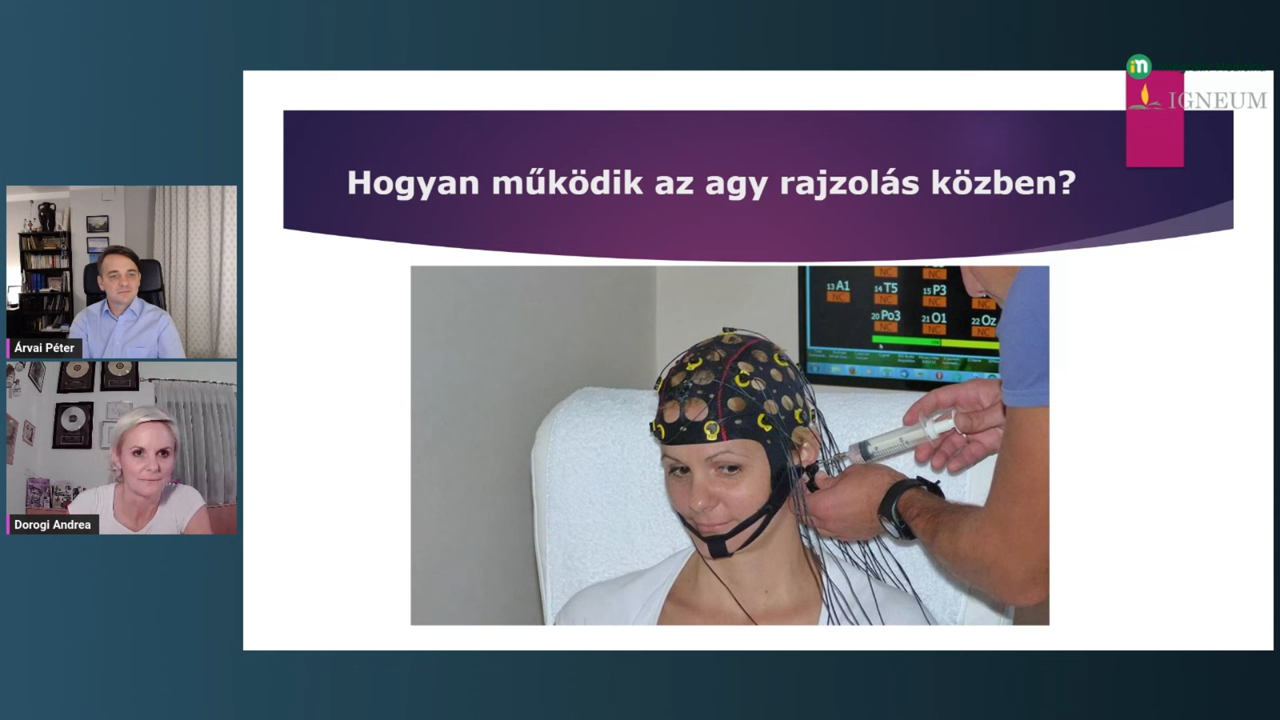 IGNEUM
Hogyan működik az agy rajzolás közben?
13 A1
NC
14 T5
NC
15 P3
NC
20 Po3
NC
21 O1
NC
22 Oz
NC
Árvai Péter
Dorogi Andrea